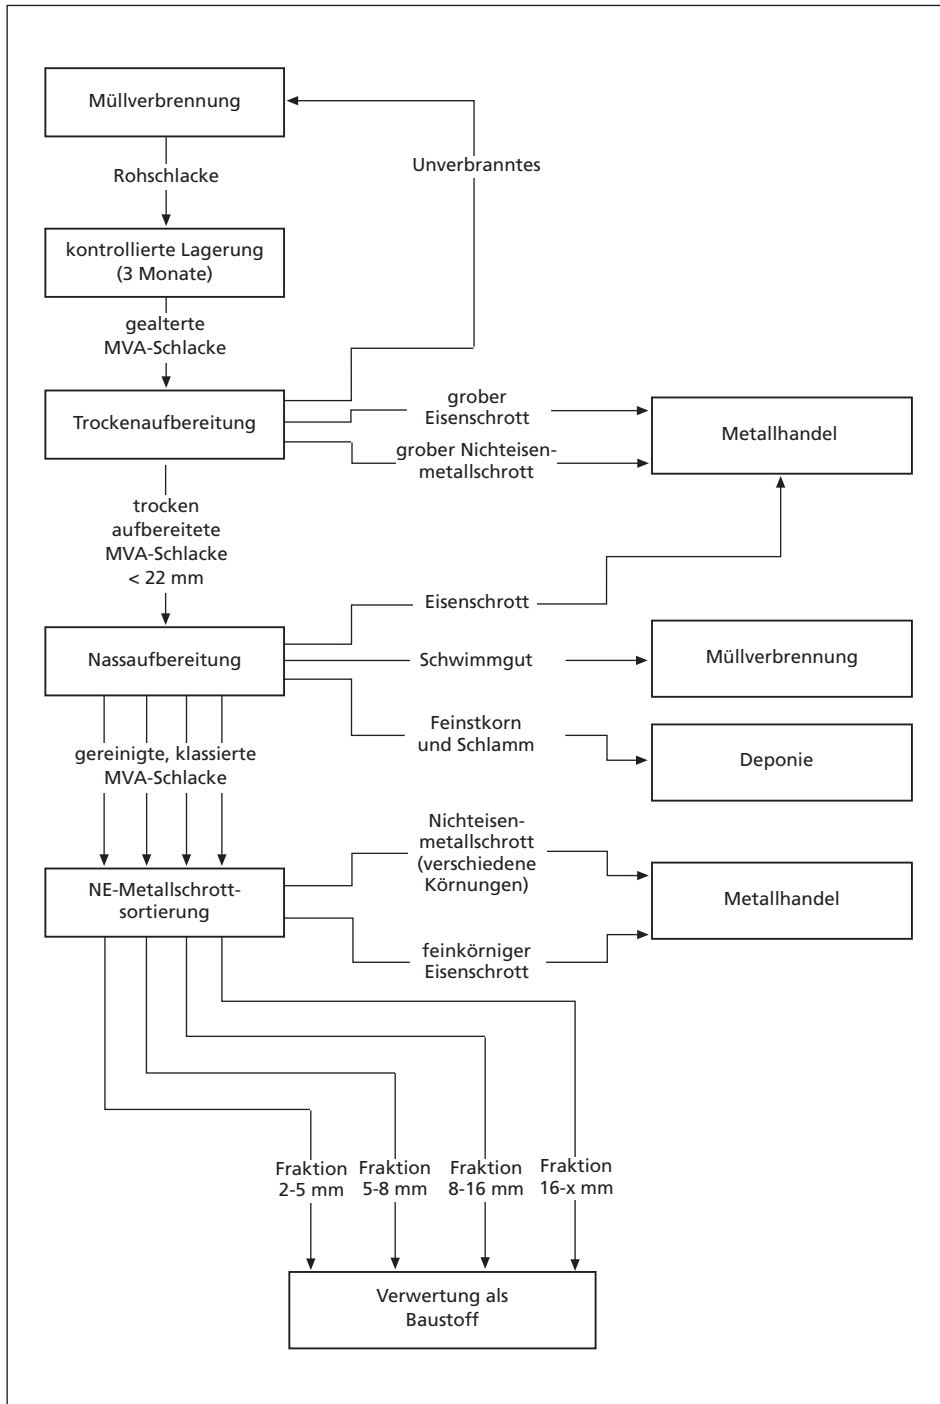 Müllverbrennung
Unverbranntes
Rohschlacke
kontrollierte Lagerung
(3 Monate)
gealterte
MVA-Schlacke
Trockenaufbereitung
grober
Eisenschrott
grober Nichteisen-
metallschrott
Metallhandel
trocken
aufbereitete
MVA-Schlacke
< 22 mm
Nassaufbereitung
Eisenschrott
Schwimmgut
Müllverbrennung
Feinstkorn
und Schlamm
Deponie
gereinigte, klassierte
MVA-Schlacke
NE-Metallschrott-
sortierung
Nichteisen-
metallschrott
(verschiedene
Körnungen)
Metallhandel
feinkörniger
Eisenschrott
Fraktion
2-5 mm
Fraktion
5-8 mm
Fraktion
8-16 mm
Fraktion
16-x mm
Verwertung als
Baustoff